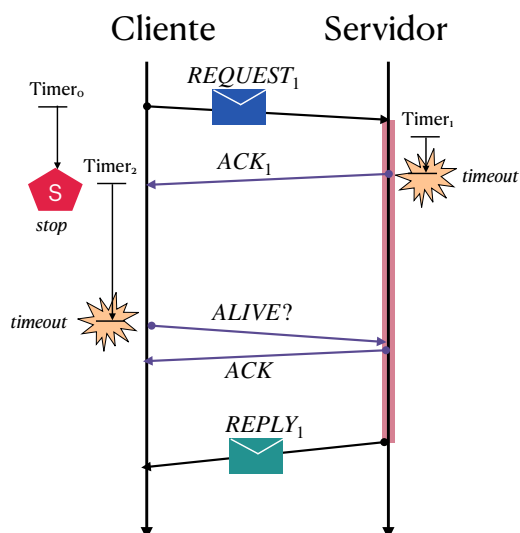 Cliente
Servidor
REQUEST₁
Timer₀
Timer₁
ACK₁
Timer₂
timeout
S
stop
ALIVE?
timeout
ACK
REPLY₁